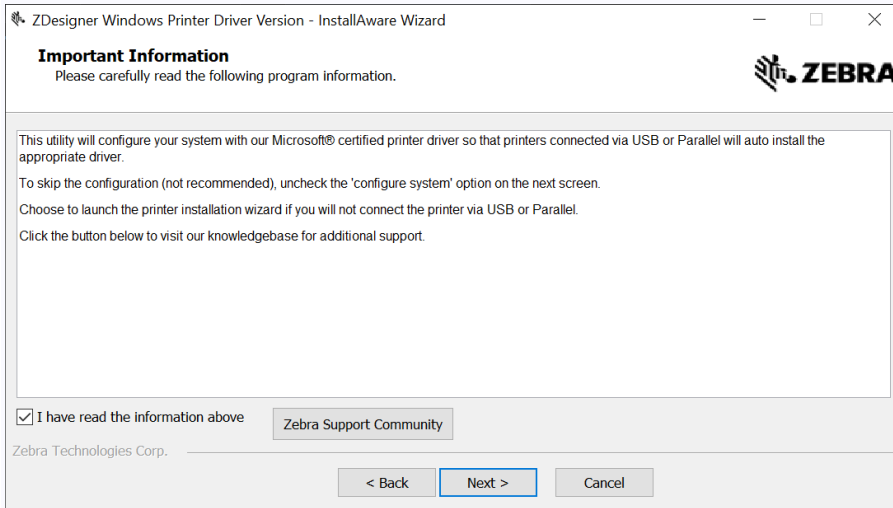 ZDesigner Windows Printer Driver Version - InstallAware Wizard
Important Information
Please carefully read the following program information.
ZEBRA
This utility will configure your system with our Microsoft® certified printer driver so that printers connected via USB or Parallel will auto install the
appropriate driver.
To skip the configuration (not recommended), uncheck the 'configure system' option on the next screen.
Choose to launch the printer installation wizard if you will not connect the printer via USB or Parallel.
Click the button below to visit our knowledgebase for additional support.
I have read the information above
Zebra Support Community
Zebra Technologies Corp.
< Back
Next >
Cancel